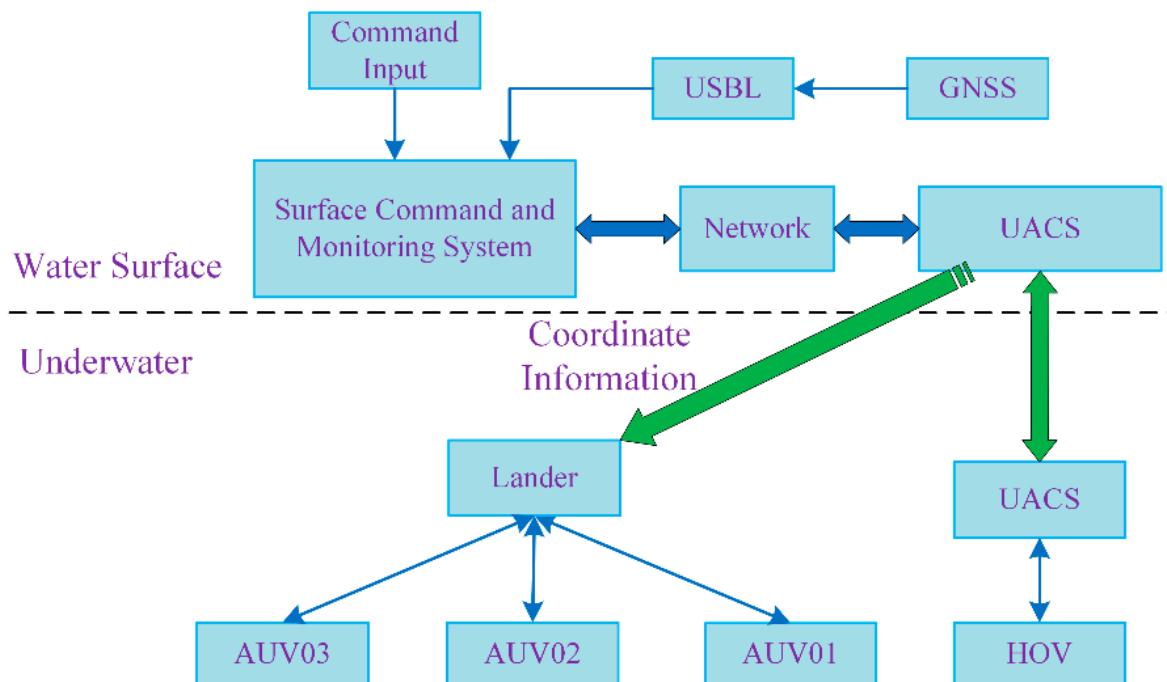 Command
Input
USBL
GNSS
Surface Command and
Monitoring System
Network
UACS
Water Surface
Underwater
Coordinate
Information
Lander
UACS
AUV03
AUV02
AUV01
HOV